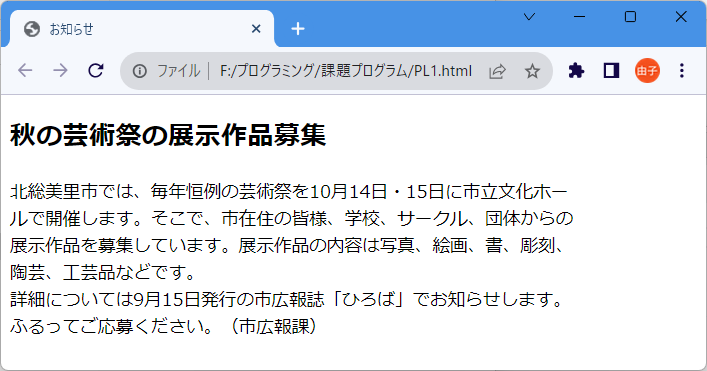 お知らせ
ファイル F:/プログラミング/課題プログラム/PL1.html 由子
秋の芸術祭の展示作品募集
北総美里市では、毎年恒例の芸術祭を10月14日・15日に市立文化ホー
ルで開催します。そこで、市在住の皆様、学校、サークル、団体からの
展示作品を募集しています。展示作品の内容は写真、絵画、書、彫刻、
陶芸、工芸品などです。
詳細については9月15日発行の市広報誌「ひろば」でお知らせします。
ふるってご応募ください。（市広報課）